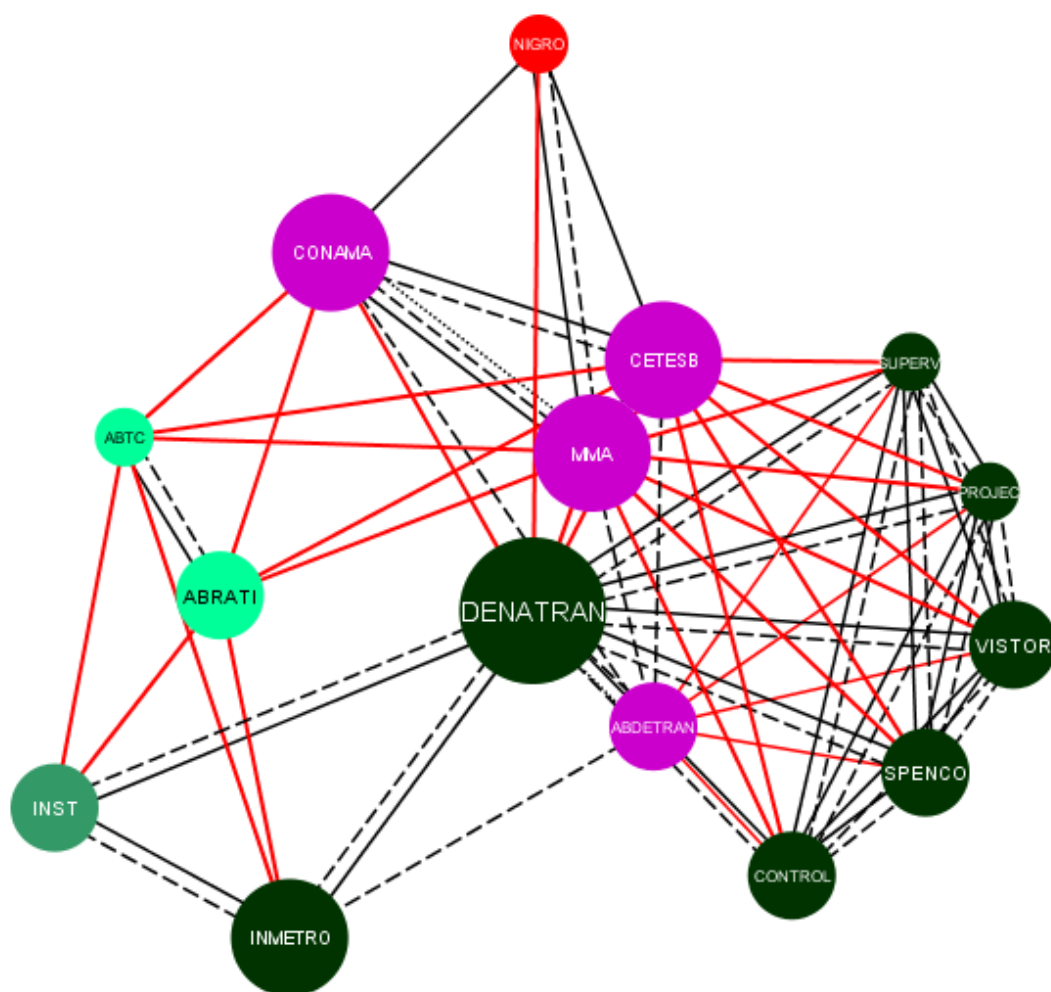 NIGRO
CONAMA
CETESB
SUPERV
ABTC
MMA
PROJEC
ABRATI
DENATRAN
VISTOR
ABDETRAN
SPENCO
INST
CONTROL
INMETRO